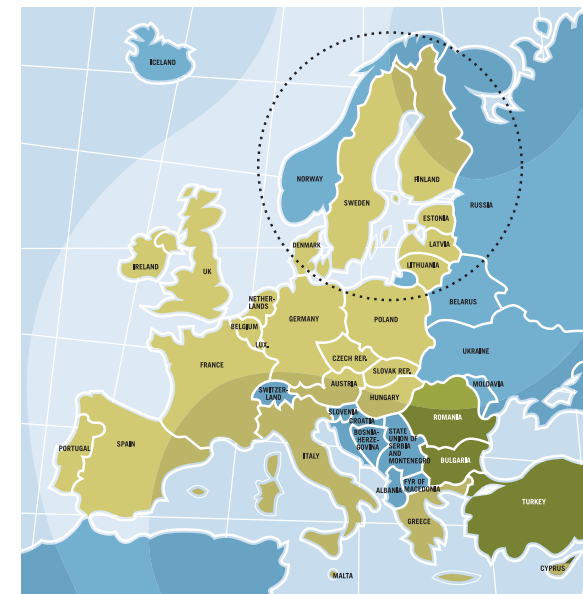 ICELAND
NORWAY
FINLAND
SWEDEN
RUSSIA
ESTONIA
DENMARK
LATVIA
LITHUANIA
IRELAND
UK
NETHER-
LANDS
BELARUS
GERMANY
POLAND
BELGIUM
LUX.
UKRAINE
CZECH REP.
FRANCE
SLOVAK REP.
AUSTRIA
MOLDAVIA
SWITZER-
LAND
HUNGARY
SLOVENIA
ROMANIA
CROATIA
BOSNIA-
HERZE-
GOVINA
STATE
UNION OF
SERBIA
AND
MONTENEGRO
PORTUGAL
SPAIN
ITALY
BULGARIA
ALBANIA
FYR OF
MACEDONIA
TURKEY
GREECE
MALTA
CYPRUS